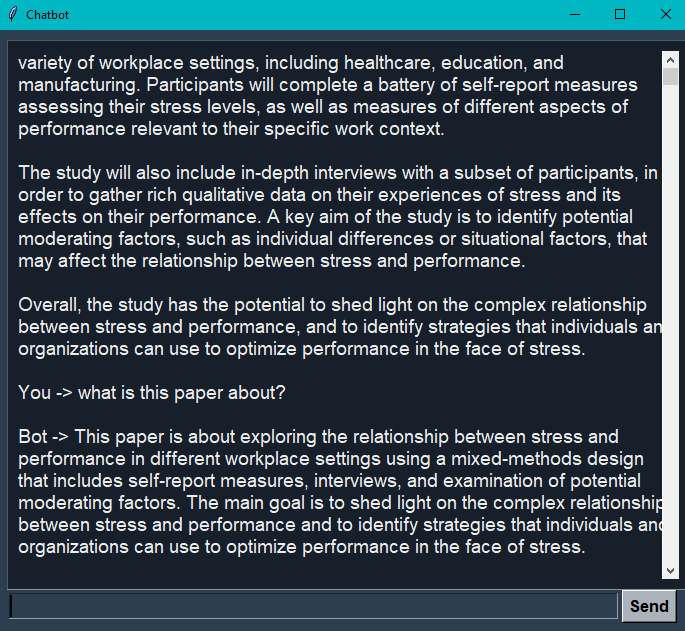 Chatbot
variety of workplace settings, including healthcare, education, and
manufacturing. Participants will complete a battery of self-report measures
assessing their stress levels, as well as measures of different aspects of
performance relevant to their specific work context.
The study will also include in-depth interviews with a subset of participants, in
order to gather rich qualitative data on their experiences of stress and its
effects on their performance. A key aim of the study is to identify potential
moderating factors, such as individual differences or situational factors, that
may affect the relationship between stress and performance.
Overall, the study has the potential to shed light on the complex relationship
between stress and performance, and to identify strategies that individuals an
organizations can use to optimize performance in the face of stress.
You -> what is this paper about?
Bot -> This paper is about exploring the relationship between stress and
performance in different workplace settings using a mixed-methods design
that includes self-report measures, interviews, and examination of potential
moderating factors. The main goal is to shed light on the complex relationship
between stress and performance and to identify strategies that individuals and
organizations can use to optimize performance in the face of stress.
Send